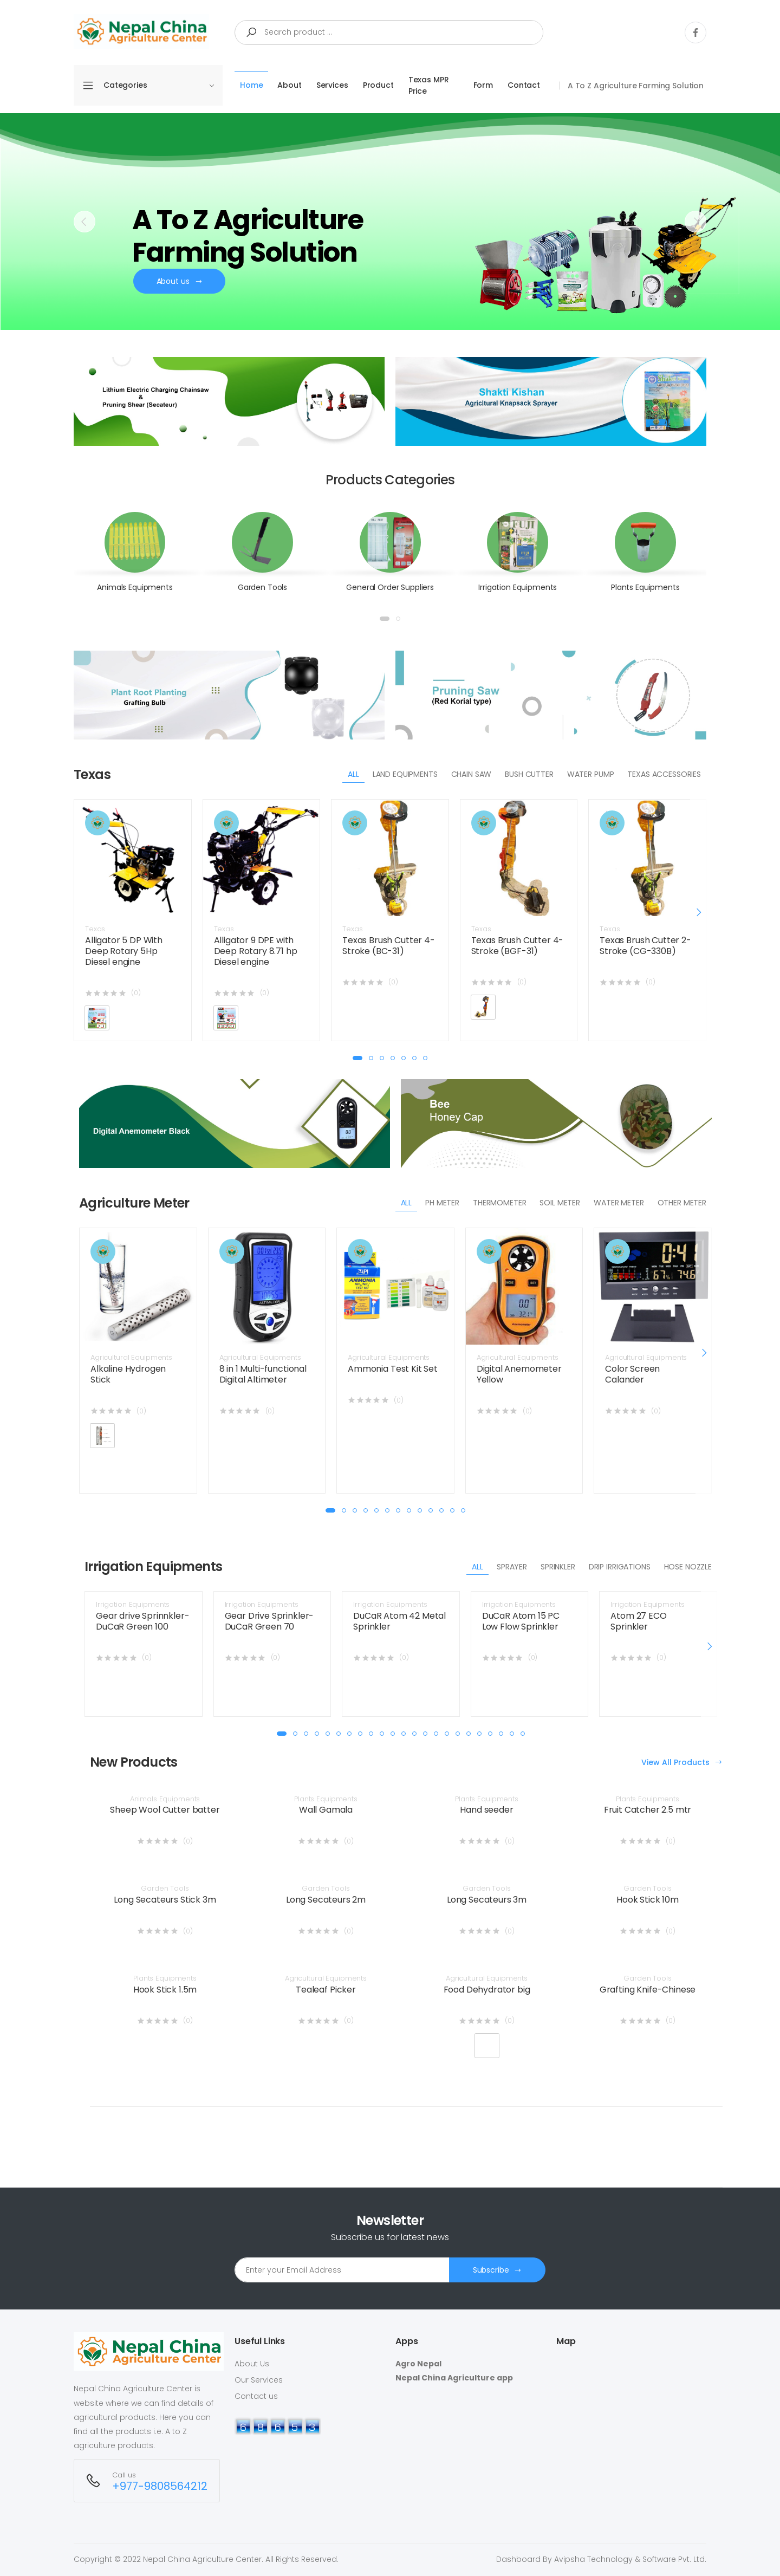 Nepal China
Agriculture Center
Search product ...
Categories
Home
About
Services
Product
Texas MPR
Price
Form
Contact
A To Z Agriculture Farming Solution
A To Z Agriculture
Farming Solution
About us →
Lithium Electric Charging Chainsaw
&
Pruning Shear (Secateur)
Shakti Kishan
Agricltural Knapsack Sprayer
Products Categories
Animals Equipments
Garden Tools
General Order Suppliers
Irrigation Equipments
Plants Equipments
Plant Root Planting
Grafting Bulb
Pruning Saw
(Red Korial type)
Texas
ALL
LAND EQUIPMENTS
CHAIN SAW
BUSH CUTTER
WATER PUMP
TEXAS ACCESSORIES
Texas
Alligator 5 DP With
Deep Rotary 5Hp
Diesel engine
(0)
Texas
Alligator 9 DPE with
Deep Rotary 8.71 hp
Diesel engine
(0)
Texas
Texas Brush Cutter 4-
Stroke (BC-31)
(0)
Texas
Texas Brush Cutter 4-
Stroke (BGF-31)
(0)
Texas
Texas Brush Cutter 2-
Stroke (CG-330B)
(0)
Digital Anemometer Black
Bee
Honey Cap
Agriculture Meter
ALL
PH METER
THERMOMETER
SOIL METER
WATER METER
OTHER METER
Agricultural Equipments
Alkaline Hydrogen
Stick
(0)
Agricultural Equipments
8 in 1 Multi-functional
Digital Altimeter
(0)
AMMONIA
Agricultural Equipments
Ammonia Test Kit Set
(0)
Agricultural Equipments
Digital Anemometer
Yellow
(0)
Agricultural Equipments
Color Screen
Calander
(0)
Irrigation Equipments
ALL
SPRAYER
SPRINKLER
DRIP IRRIGATIONS
HOSE NOZZLE
Irrigation Equipments
Gear drive Sprinnkler-
DuCaR Green 100
(0)
Irrigation Equipments
Gear Drive Sprinkler-
DuCaR Green 70
(0)
Irrigation Equipments
DuCaR Atom 42 Metal
Sprinkler
(0)
Irrigation Equipments
DuCaR Atom 15 PC
Low Flow Sprinkler
(0)
Irrigation Equipments
Atom 27 ECO
Sprinkler
(0)
New Products
View All Products →
Animals Equipments
Sheep Wool Cutter batter
(0)
Plants Equipments
Wall Gamala
(0)
Plants Equipments
Hand seeder
(0)
Plants Equipments
Fruit Catcher 2.5 mtr
(0)
Garden Tools
Long Secateurs Stick 3m
(0)
Garden Tools
Long Secateurs 2m
(0)
Garden Tools
Long Secateurs 3m
(0)
Garden Tools
Hook Stick 10m
(0)
Plants Equipments
Hook Stick 1.5m
(0)
Agricultural Equipments
Tealeaf Picker
(0)
Agricultural Equipments
Food Dehydrator big
(0)
Garden Tools
Grafting Knife-Chinese
(0)
Newsletter
Subscribe us for latest news
Enter your Email Address
Subscribe →
Nepal China
Agriculture Center
Nepal China Agriculture Center is
website where we can find details of
agricultural products. Here you can
find all the products i.e. A to Z
agriculture products.
Call us
+977-9808564212
Useful Links
About Us
Our Services
Contact us
6 8 6 5 3
Apps
Agro Nepal
Nepal China Agriculture app
Map
Copyright © 2022 Nepal China Agriculture Center. All Rights Reserved.
Dashboard By Avipsha Technology & Software Pvt. Ltd.